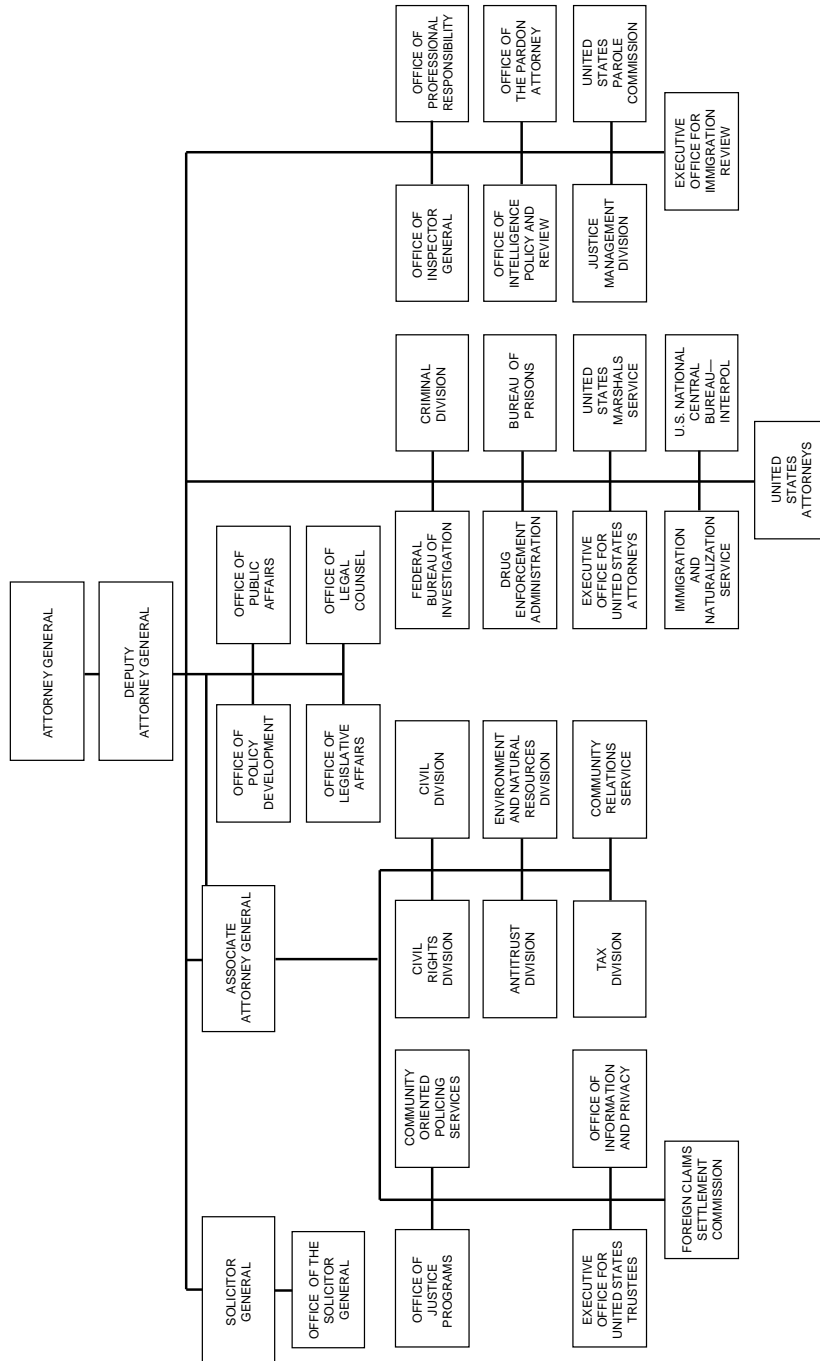 ATTORNEY GENERAL
DEPUTY
ATTORNEY GENERAL
SOLICITOR
GENERAL
OFFICE OF THE
SOLICITOR
GENERAL
ASSOCIATE
ATTORNEY GENERAL
OFFICE OF
POLICY
DEVELOPMENT
OFFICE OF
PUBLIC
AFFAIRS
OFFICE OF
LEGISLATIVE
AFFAIRS
OFFICE OF
LEGAL
COUNSEL
OFFICE OF
JUSTICE
PROGRAMS
COMMUNITY
ORIENTED
POLICING
SERVICES
EXECUTIVE
OFFICE FOR
UNITED STATES
TRUSTEES
OFFICE OF
INFORMATION
AND PRIVACY
FOREIGN CLAIMS
SETTLEMENT
COMMISSION
CIVIL
RIGHTS
DIVISION
CIVIL
DIVISION
ANTITRUST
DIVISION
ENVIRONMENT
AND NATURAL
RESOURCES
DIVISION
TAX
DIVISION
COMMUNITY
RELATIONS
SERVICE
FEDERAL
BUREAU OF
INVESTIGATION
CRIMINAL
DIVISION
DRUG
ENFORCEMENT
ADMINISTRATION
BUREAU OF
PRISONS
EXECUTIVE
OFFICE FOR
UNITED STATES
ATTORNEYS
UNITED
STATES
MARSHALS
SERVICE
IMMIGRATION
AND
NATURALIZATION
SERVICE
U.S. NATIONAL
CENTRAL
BUREAU—
INTERPOL
UNITED
STATES
ATTORNEYS
OFFICE OF
INSPECTOR
GENERAL
OFFICE OF
PROFESSIONAL
RESPONSIBILITY
OFFICE OF
INTELLIGENCE
POLICY AND
REVIEW
OFFICE OF
THE PARDON
ATTORNEY
JUSTICE
MANAGEMENT
DIVISION
UNITED
STATES
PAROLE
COMMISSION
EXECUTIVE
OFFICE FOR
IMMIGRATION
REVIEW